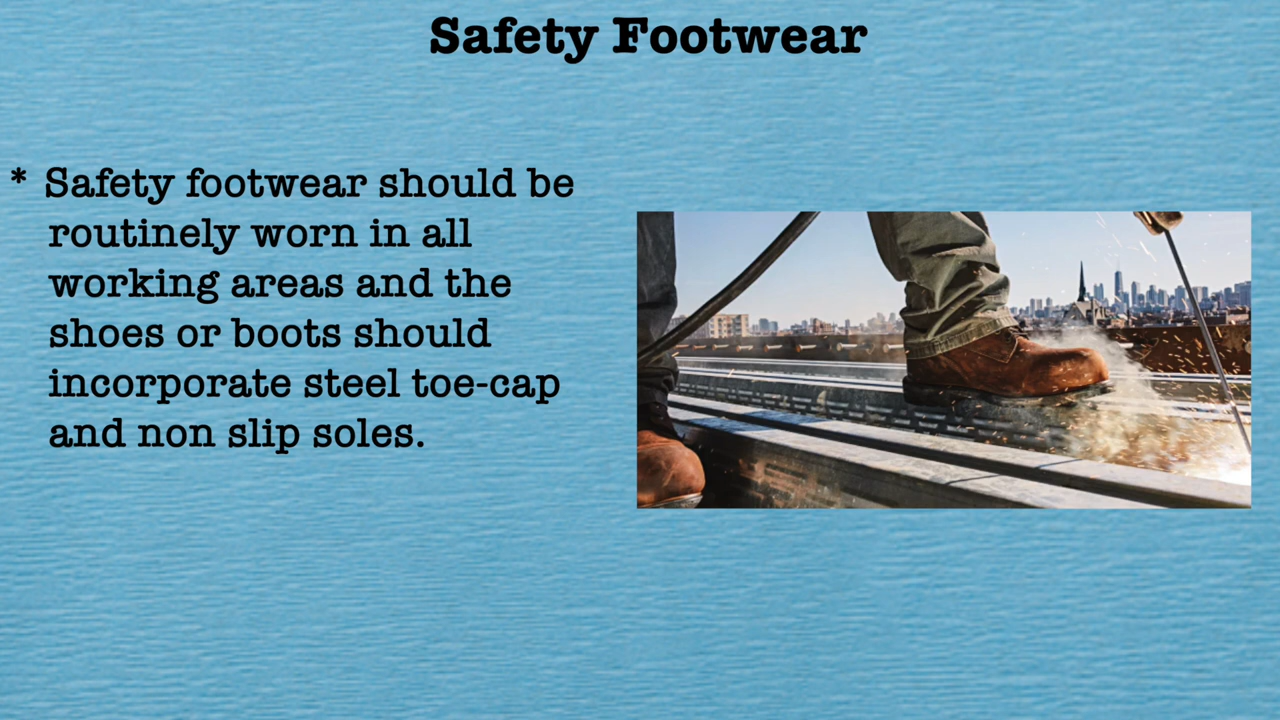 Safety Footwear
* Safety footwear should be
routinely worn in all
working areas and the
shoes or boots should
incorporate steel toe-cap
and non slip soles.